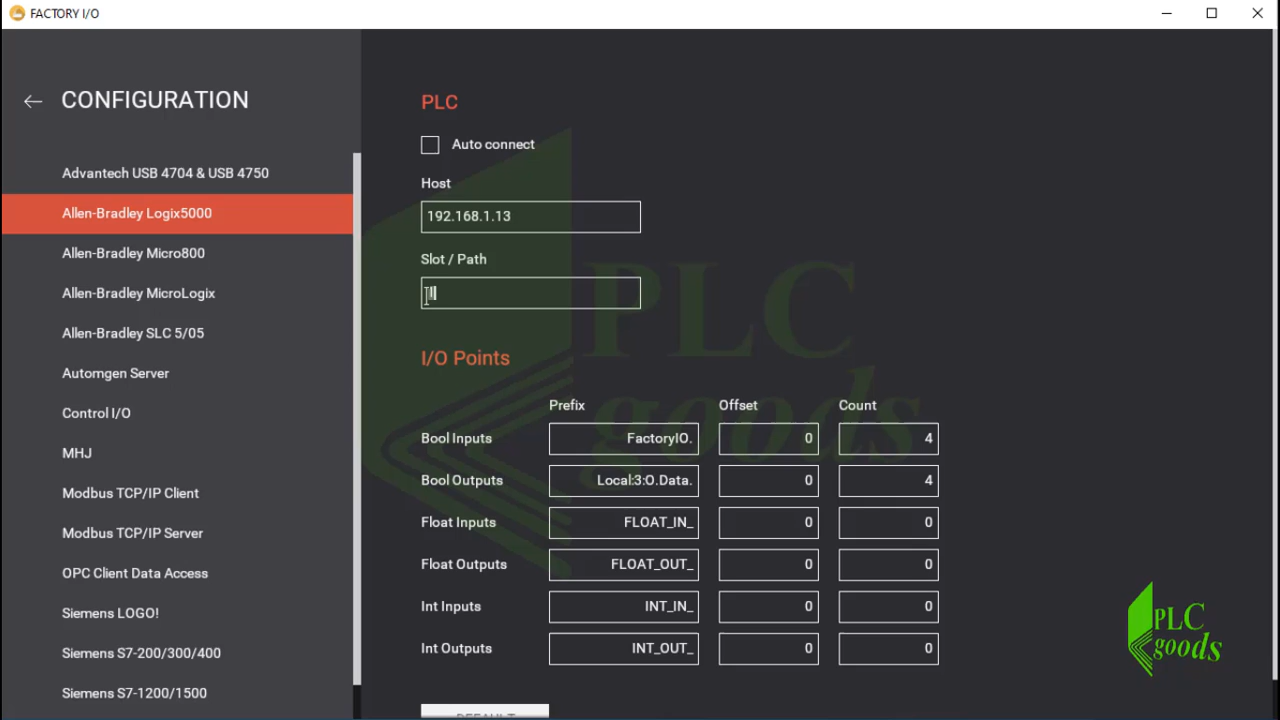 FACTORY I/O
CONFIGURATION
Advantech USB 4704 & USB 4750
Allen-Bradley Logix5000
Allen-Bradley Micro800
Allen-Bradley MicroLogix
Allen-Bradley SLC 5/05
Automgen Server
Control I/O
MHJ
Modbus TCP/IP Client
Modbus TCP/IP Server
OPC Client Data Access
Siemens LOGO!
Siemens S7-200/300/400
Siemens S7-1200/1500
PLC
Auto connect
Host
192.168.1.13
Slot / Path
I/O Points
Prefix Offset Count
Bool Inputs FactoryIO. 0 4
Bool Outputs Local:3:O.Data. 0 4
Float Inputs FLOAT_IN_ 0 0
Float Outputs FLOAT_OUT_ 0 0
Int Inputs INT_IN_ 0 0
Int Outputs INT_OUT_ 0 0
DEFAULT
PLC
goods
PLC
goods